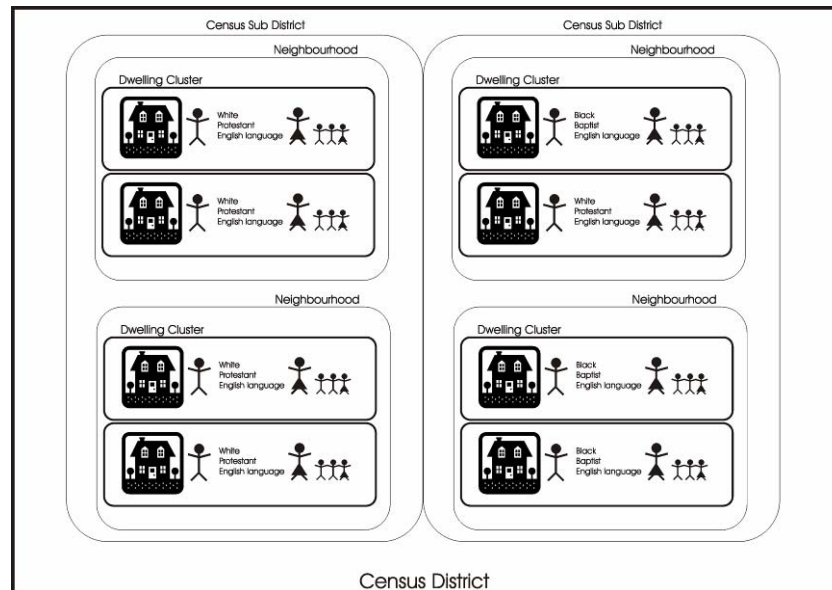 Census Sub District
Neighbourhood
Dwelling Cluster
White
Protestant
English language
White
Protestant
English language
Neighbourhood
Dwelling Cluster
White
Protestant
English language
White
Protestant
English language
Census Sub District
Neighbourhood
Dwelling Cluster
Black
Baptist
English language
White
Protestant
English language
Neighbourhood
Dwelling Cluster
Black
Baptist
English language
Black
Baptist
English language
Census District